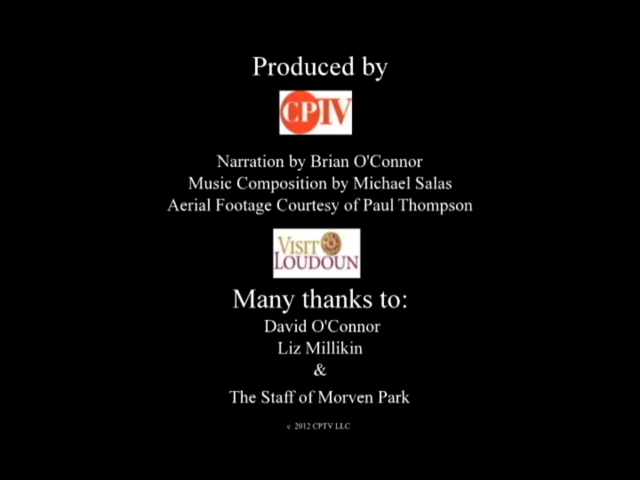 Produced by
CPTV
Narration by Brian O'Connor
Music Composition by Michael Salas
Aerial Footage Courtesy of Paul Thompson
VISIT
LOUDOUN
Many thanks to:
David O'Connor
Liz Millikin
&
The Staff of Morven Park
c 2012 CPTV LLC